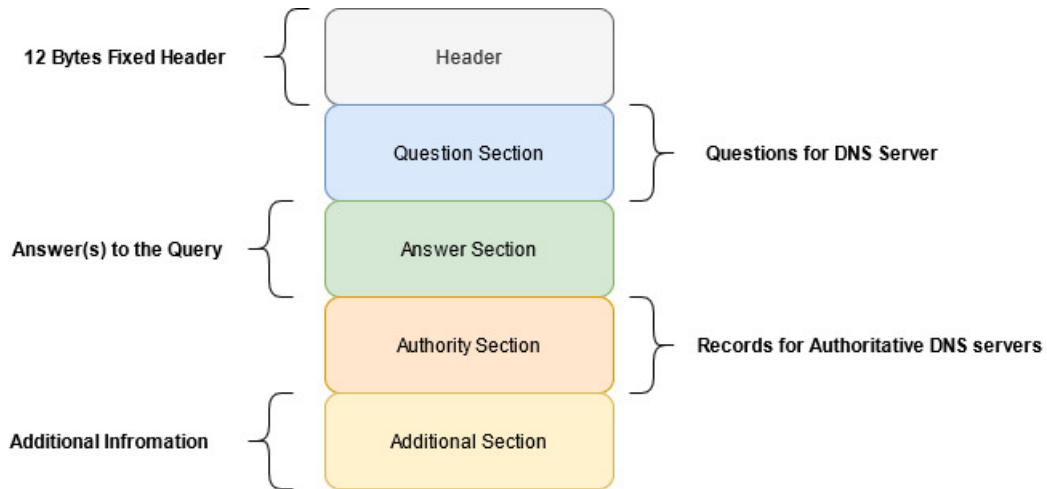 12 Bytes Fixed Header
Header
Question Section
Questions for DNS Server
Answer(s) to the Query
Answer Section
Authority Section
Records for Authoritative DNS servers
Additional Infromation
Additional Section